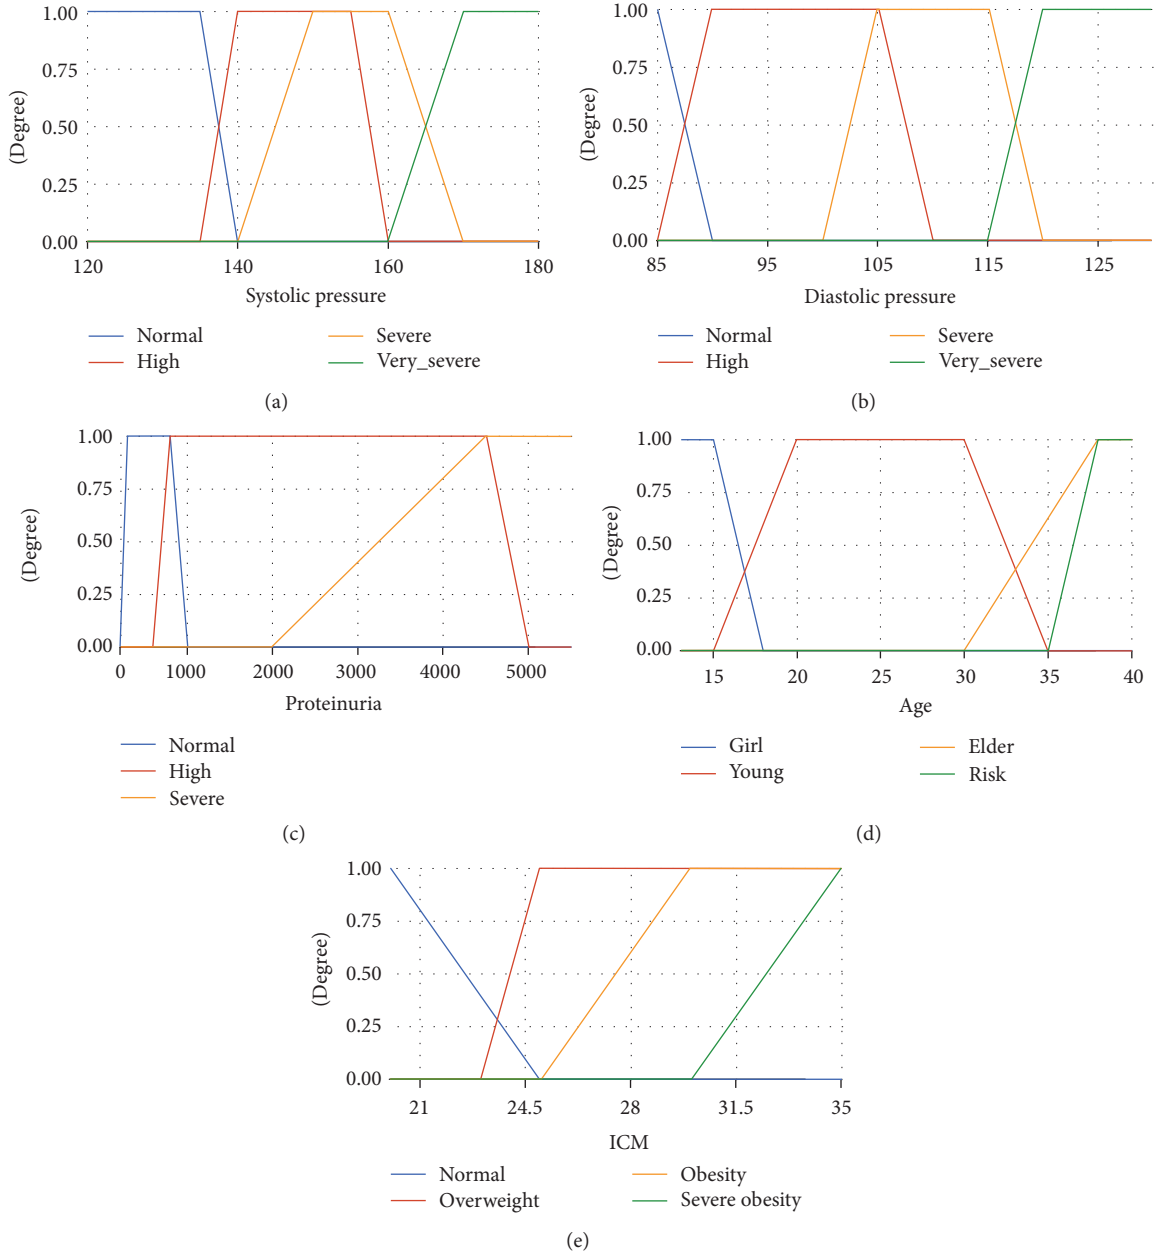 1.00
0.75
0.50
0.25
0.00
(Degree)
120 140 160 180
Systolic pressure
Normal Severe
High Very_severe
(a)
1.00
0.75
0.50
0.25
0.00
(Degree)
85 95 105 115 125
Diastolic pressure
Normal Severe
High Very_severe
(b)
1.00
0.75
0.50
0.25
0.00
(Degree)
0 1000 2000 3000 4000 5000
Proteinuria
Normal
High
Severe
(c)
1.00
0.75
0.50
0.25
0.00
(Degree)
15 20 25 30 35 40
Age
Girl Elder
Young Risk
(d)
1.00
0.75
0.50
0.25
0.00
(Degree)
21 24.5 28 31.5 35
ICM
Normal Obesity
Overweight Severe obesity
(e)